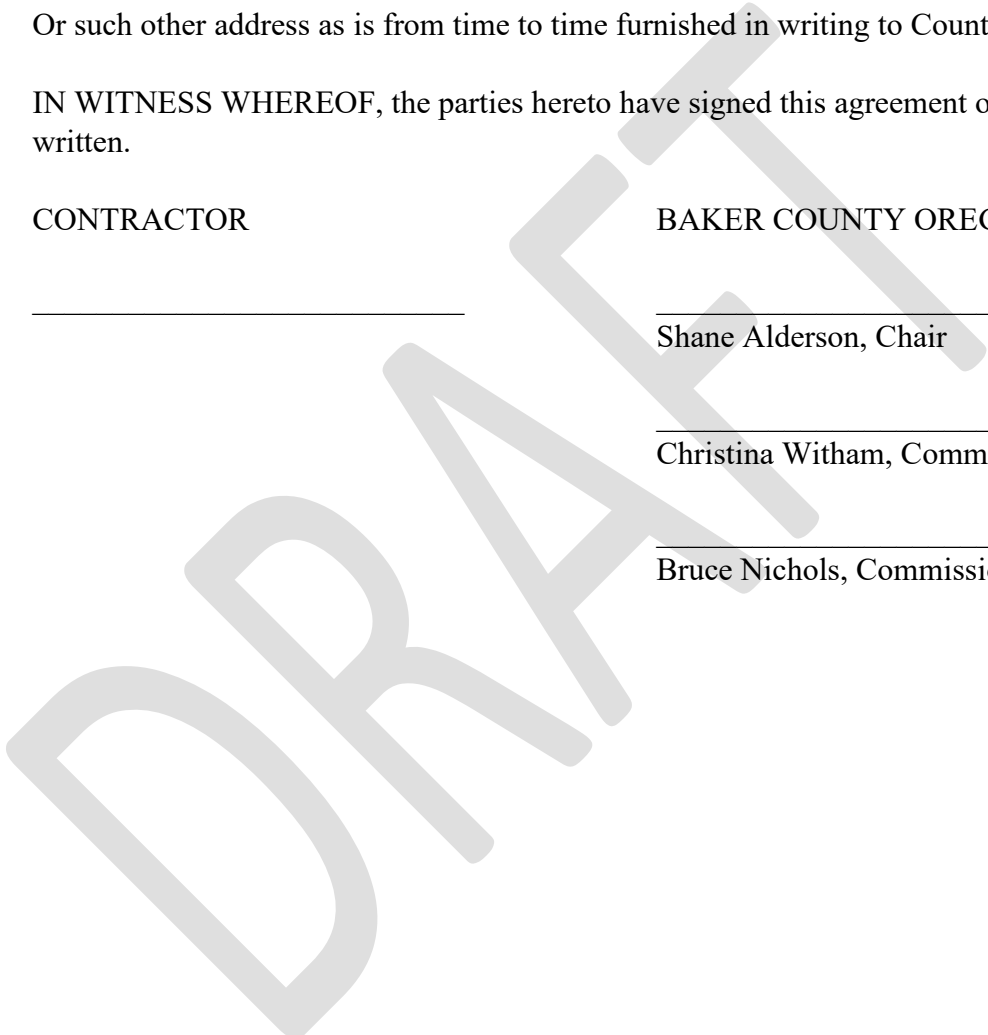 Or such other address as is from time to time furnished in writing to Count
IN WITNESS WHEREOF, the parties hereto have signed this agreement o
written.
CONTRACTOR
BAKER COUNTY OREG
Shane Alderson, Chair
Christina Witham, Comm
Bruce Nichols, Commissi
DRAFT